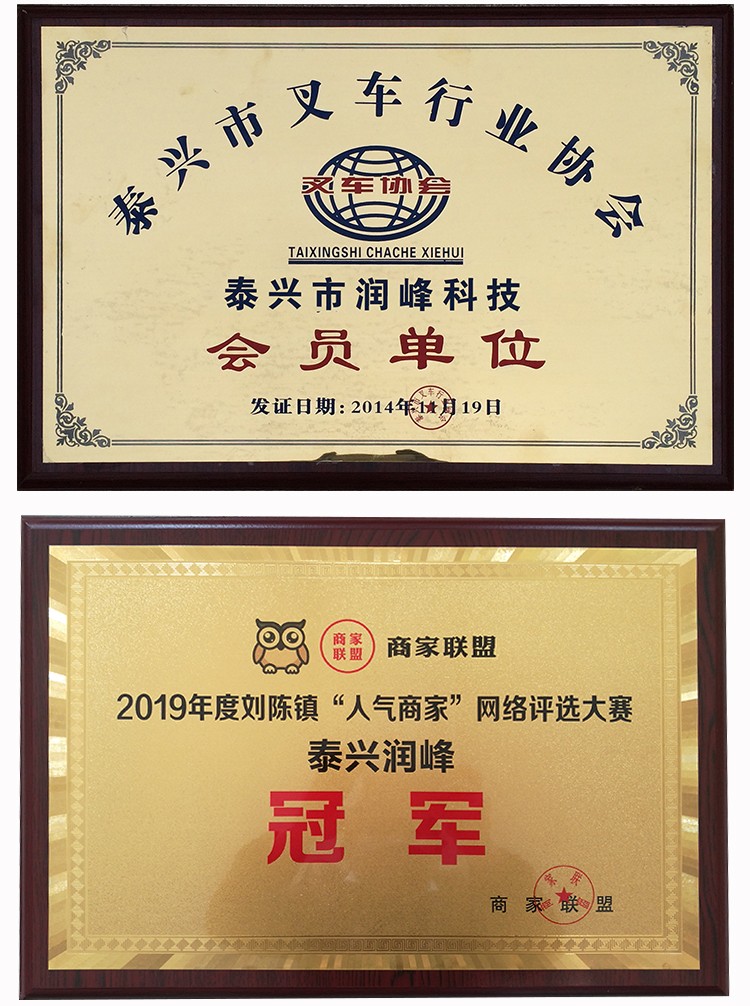 泰兴市叉车行业协会
叉车协会
TAIXINGSHI CHACHE XIEHUI
泰兴市润峰科技
会员单位
发证日期：2014年11月19日
商家
联盟
商家联盟
2019年度刘陈镇“人气商家”网络评选大赛
泰兴润峰
冠军
商家联盟